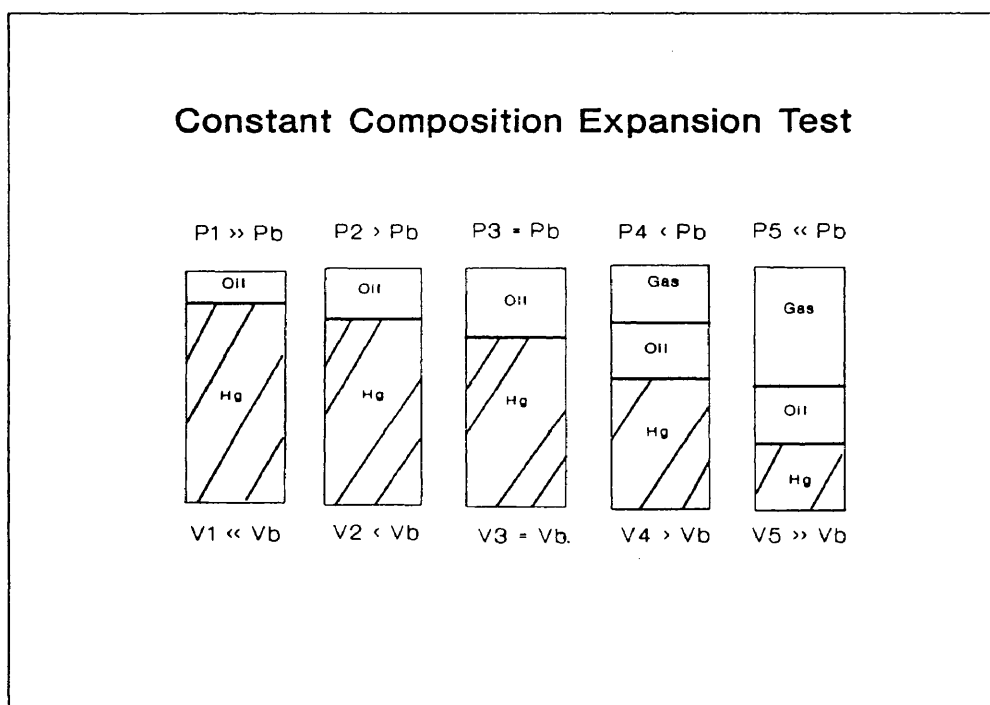 Constant Composition Expansion Test
P1 » Pb P2 › Pb P3 = Pb P4 ‹ Pb P5 « Pb
Oil Oil Oil Gas Gas
Oil Oil
Hg Hg Hg Hg Hg
V1 « Vb V2 ‹ Vb V3 = Vb. V4 › Vb V5 » Vb